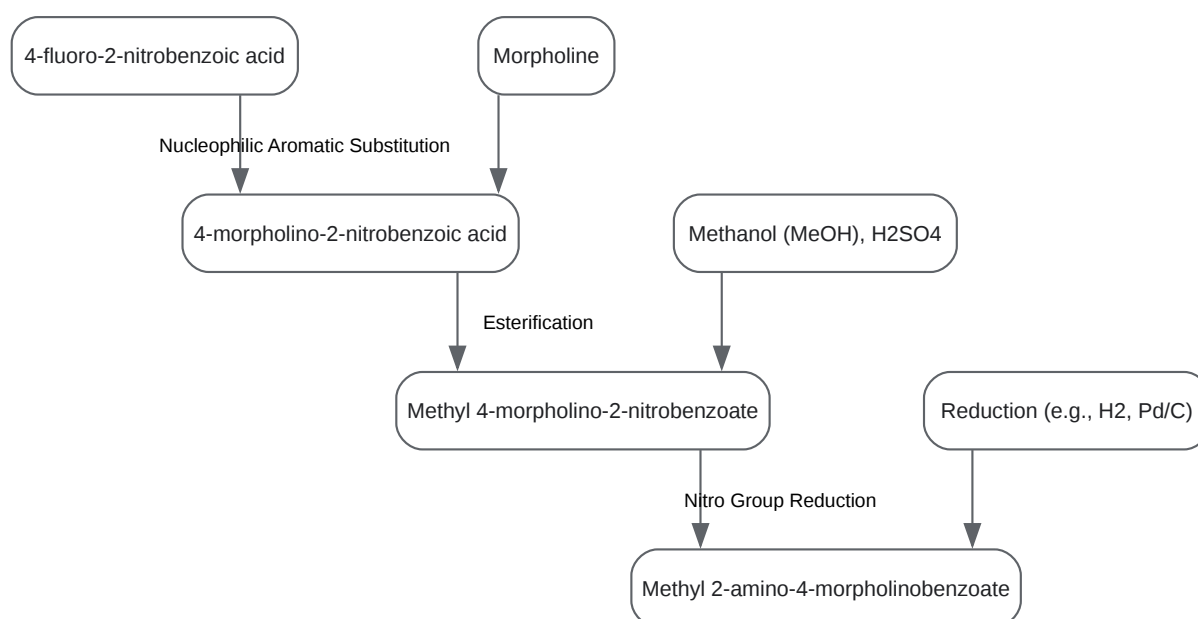 4-fluoro-2-nitrobenzoic acid
Morpholine
Nucleophilic Aromatic Substitution
4-morpholino-2-nitrobenzoic acid
Methanol (MeOH), H2SO4
Esterification
Methyl 4-morpholino-2-nitrobenzoate
Reduction (e.g., H2, Pd/C)
Nitro Group Reduction
Methyl 2-amino-4-morpholinobenzoate